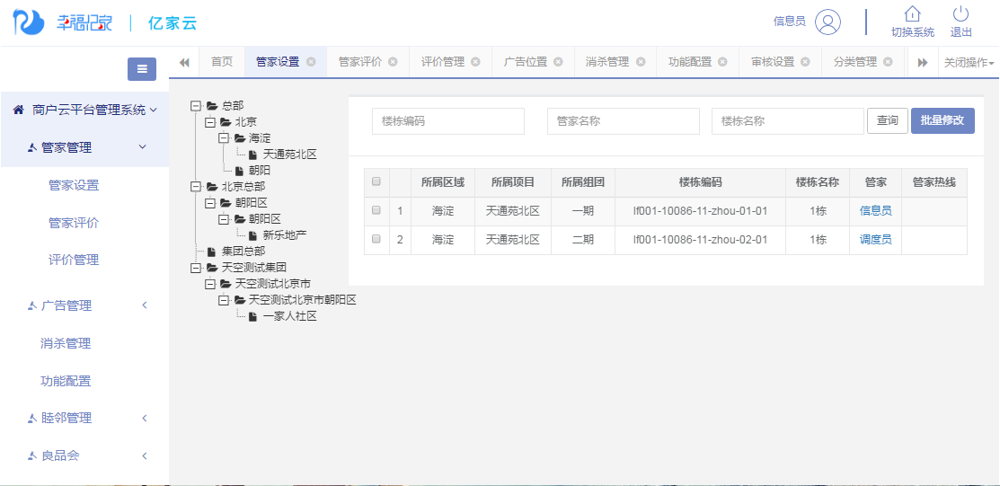 幸福亿家 | 亿家云
信息员
切换系统 退出
首页 管家设置 管家评价 评价管理 广告位置 消杀管理 功能配置 审核设置 分类管理 关闭操作
商户云平台管理系统
管家管理
管家设置
管家评价
评价管理
广告管理
消杀管理
功能配置
睦邻管理
良品会
总部
北京
海淀
天通苑北区
朝阳
北京总部
朝阳区
朝阳区
新乐地产
集团总部
天空测试集团
天空测试北京市
天空测试北京市朝阳区
一家人社区
楼栋编码 管家名称 楼栋名称 查询 批量修改
所属区域 所属项目 所属组团 楼栋编码 楼栋名称 管家 管家热线
1 海淀 天通苑北区 一期 lf001-10086-11-zhou-01-01 1栋 信息员
2 海淀 天通苑北区 二期 lf001-10086-11-zhou-02-01 1栋 调度员